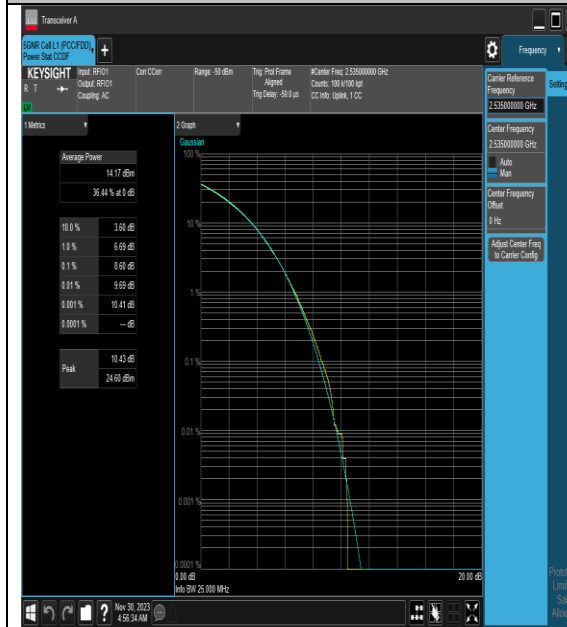 Transceiver A
5GNR Cell L1 (PCC/FDD),
Power Stat CCDF
Frequency
KEYSIGHT
R T
Input: RFIO1
Output: RFIO1
Coupling: AC
Corr CCorr
Range: -50 dBm
Trig: Prot Frame
Aligned
Trig Delay: -50.0 µs
#Center Freq: 2.535000000 GHz
Counts: 100 k/100 kpt
CC Info: Uplink, 1 CC
Carrier Reference
Frequency
2.535000000 GHz
Center Frequency
2.535000000 GHz
Auto
Man
Center Frequency
Offset
0 Hz
Adjust Center Freq
to Carrier Config
Setting
1 Metrics
Average Power
14.17 dBm
36.44 % at 0 dB
10.0 % 3.60 dB
1.0 % 6.69 dB
0.1 % 8.60 dB
0.01 % 9.69 dB
0.001 % 10.41 dB
0.0001 % --- dB
Peak
10.43 dB
24.60 dBm
2 Graph
Gaussian
100 %
10 %
1 %
0.1 %
0.01 %
0.001 %
0.0001 %
0.00 dB
20.00 dB
Info BW 25.000 MHz
Nov 30, 2023
4:56:34 AM
?